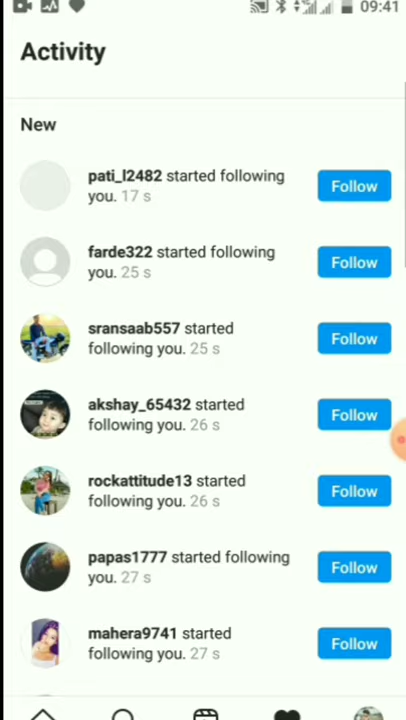 09:41
Activity
New
pati_l2482 started following
you. 17 s
Follow
farde322 started following
you. 25 s
Follow
sransaab557 started
following you. 25 s
Follow
akshay_65432 started
following you. 26 s
Follow
rockattitude13 started
following you. 26 s
Follow
papas1777 started following
you. 27 s
Follow
mahera9741 started
following you. 27 s
Follow